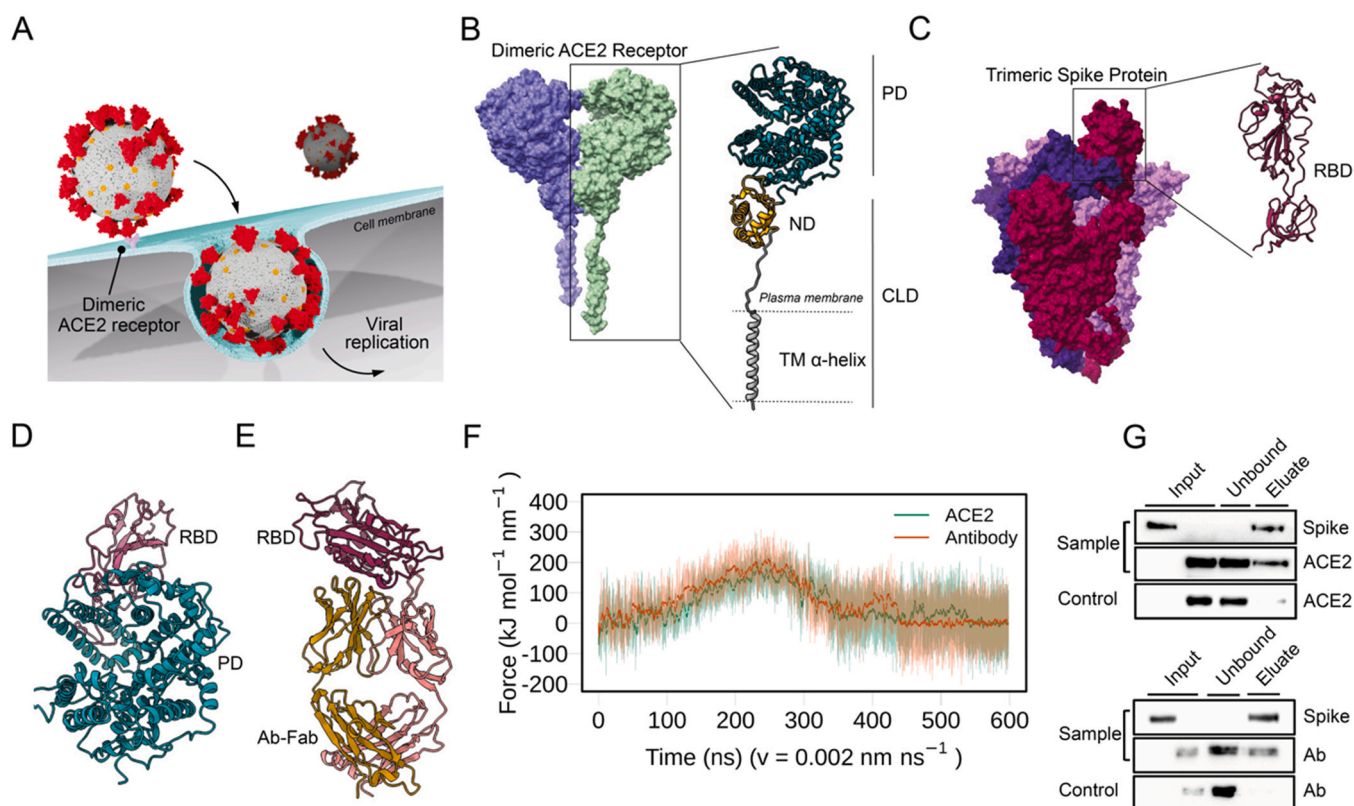 A
Cell membrane
Dimeric
ACE2 receptor
Viral
replication
B
Dimeric ACE2 Receptor
PD
ND
Plasma membrane
CLD
TM α-helix
C
Trimeric Spike Protein
RBD
D
RBD
PD
E
RBD
Ab-Fab
F
Force (kJ mol⁻¹ nm⁻¹)
400
300
200
100
0
-100
-200
ACE2
Antibody
0 100 200 300 400 500 600
Time (ns) (v = 0.002 nm ns⁻¹)
G
Input Unbound Eluate
Sample
Spike
ACE2
Control
ACE2
Input Unbound Eluate
Sample
Spike
Ab
Control
Ab